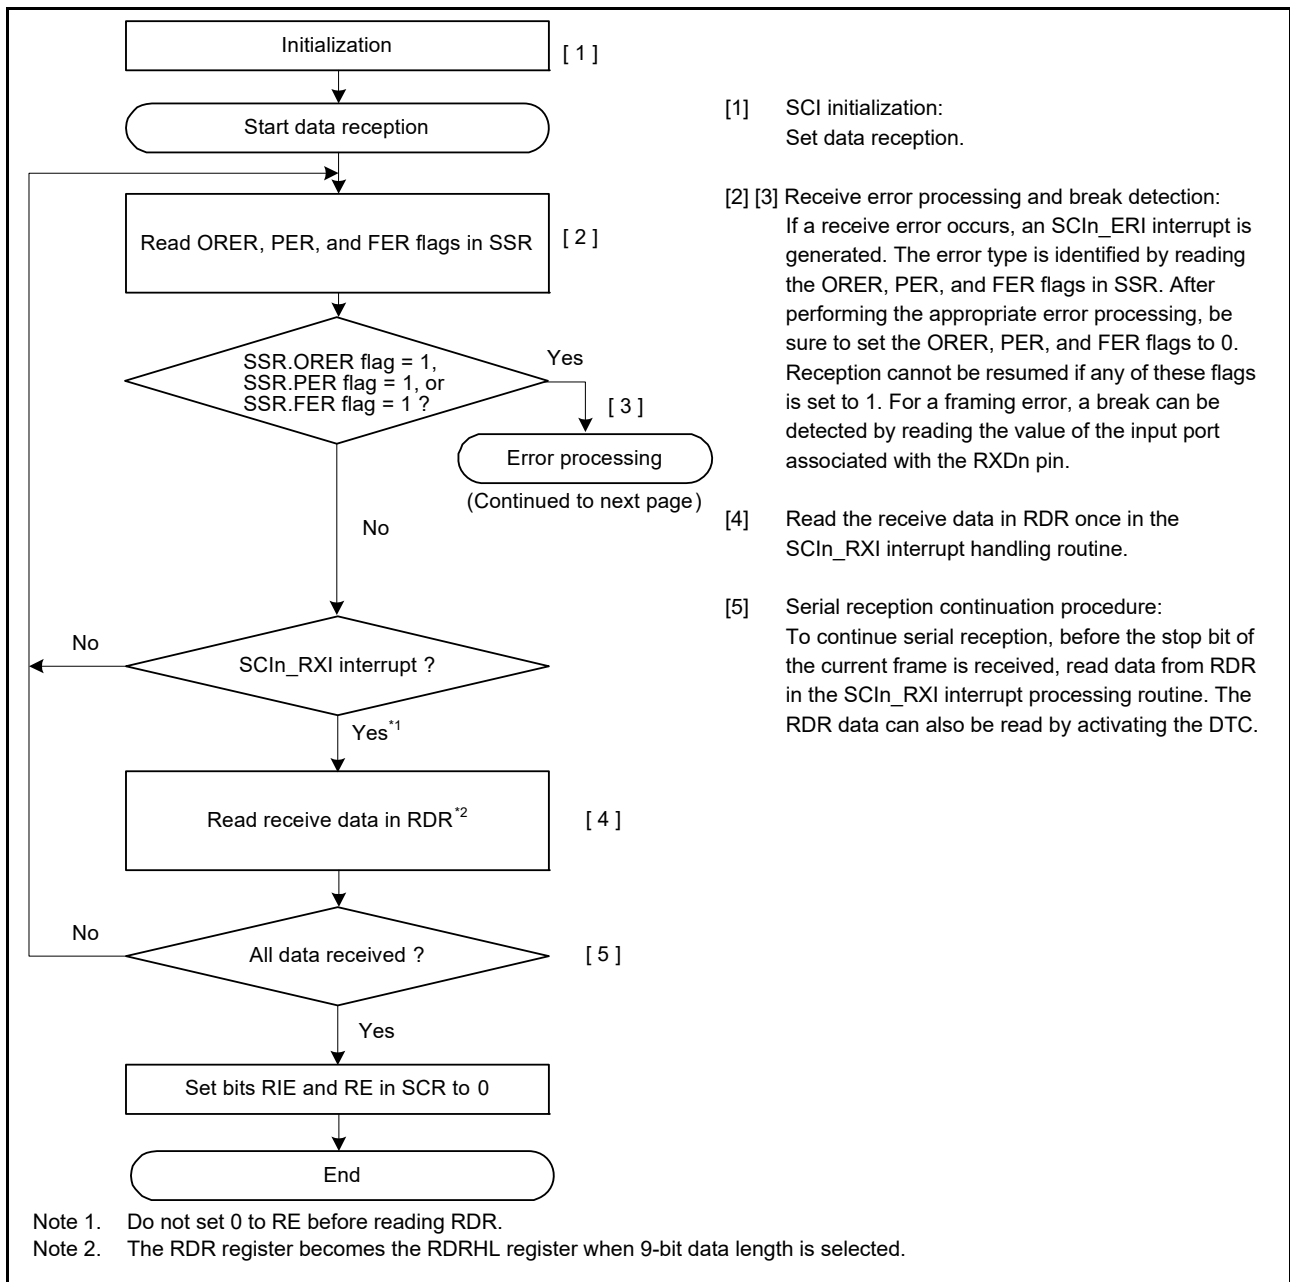 Initialization
[ 1 ]
Start data reception
Read ORER, PER, and FER flags in SSR
[ 2 ]
SSR.ORER flag = 1,
SSR.PER flag = 1, or
SSR.FER flag = 1 ?
Yes
[ 3 ]
Error processing
(Continued to next page)
No
SCIn_RXI interrupt ?
No
Yes*1
Read receive data in RDR*2
[ 4 ]
All data received ?
[ 5 ]
No
Yes
Set bits RIE and RE in SCR to 0
End
[1] SCI initialization:
Set data reception.
[2] [3] Receive error processing and break detection:
If a receive error occurs, an SCIn_ERI interrupt is
generated. The error type is identified by reading
the ORER, PER, and FER flags in SSR. After
performing the appropriate error processing, be
sure to set the ORER, PER, and FER flags to 0.
Reception cannot be resumed if any of these flags
is set to 1. For a framing error, a break can be
detected by reading the value of the input port
associated with the RXDn pin.
[4] Read the receive data in RDR once in the
SCIn_RXI interrupt handling routine.
[5] Serial reception continuation procedure:
To continue serial reception, before the stop bit of
the current frame is received, read data from RDR
in the SCIn_RXI interrupt processing routine. The
RDR data can also be read by activating the DTC.
Note 1. Do not set 0 to RE before reading RDR.
Note 2. The RDR register becomes the RDRHL register when 9-bit data length is selected.